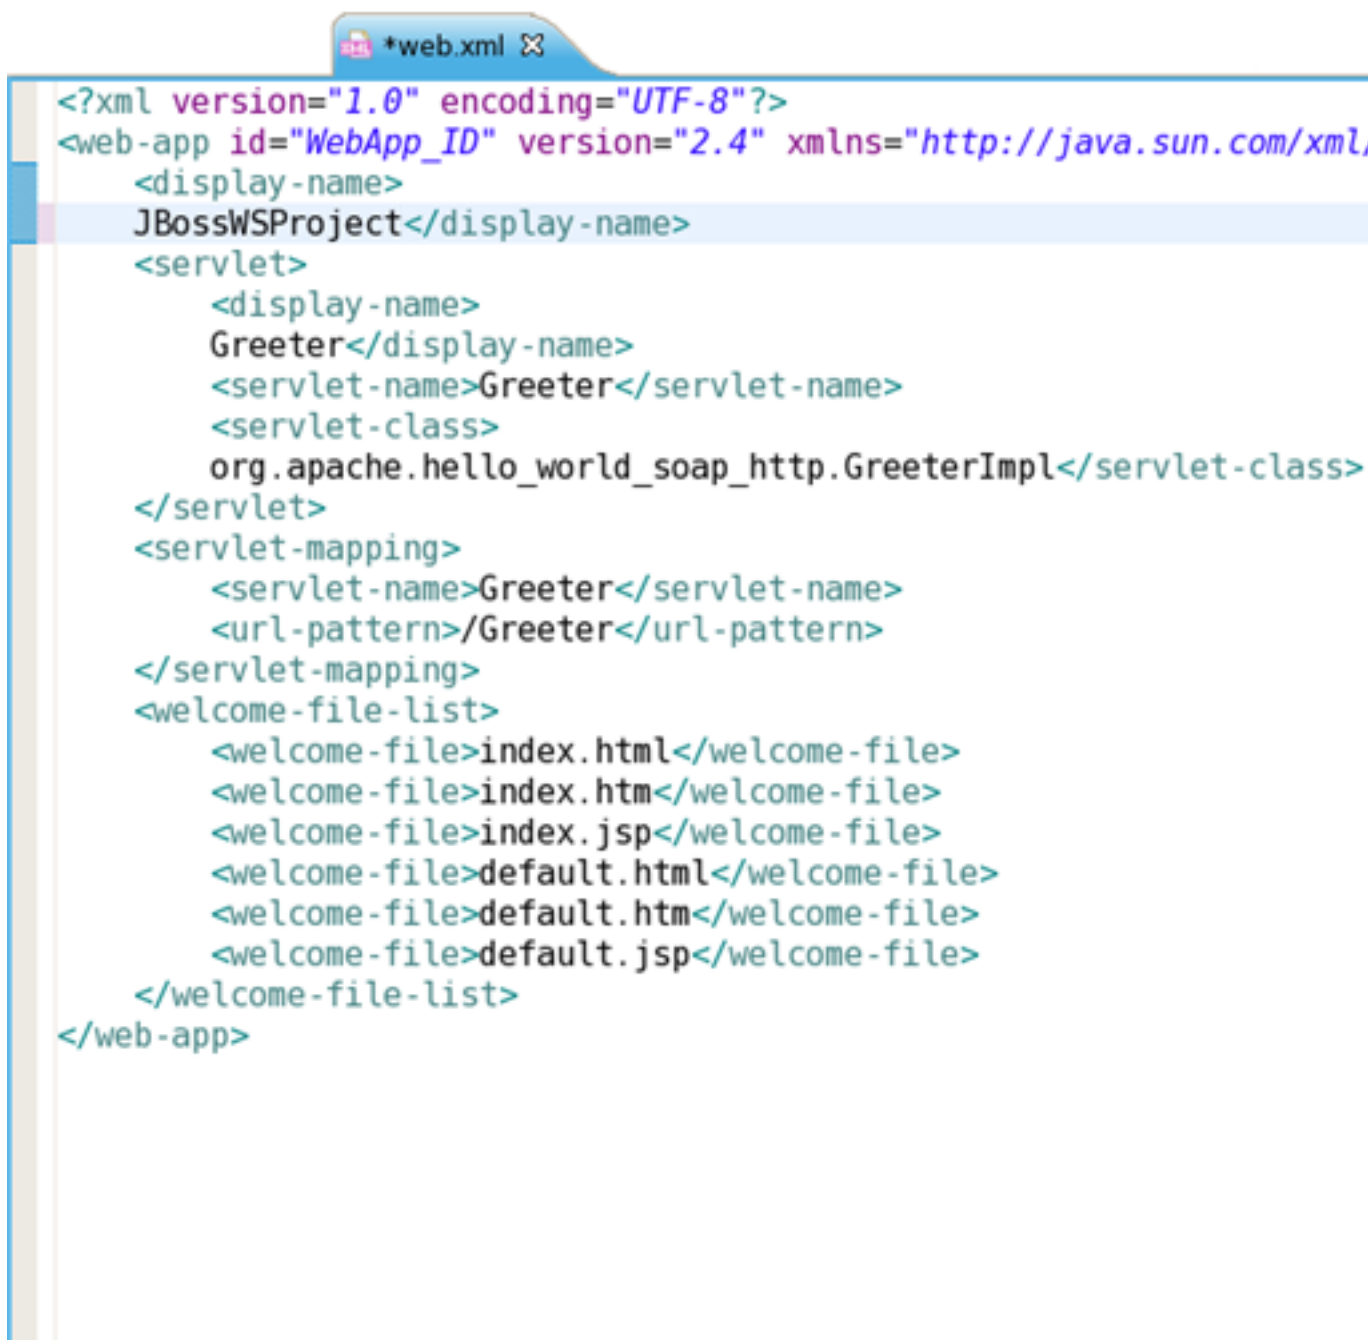 *web.xml
<?xml version="1.0" encoding="UTF-8"?>
<web-app id="WebApp_ID" version="2.4" xmlns="http://java.sun.com/xml/
<display-name>
JBossWSProject</display-name>
<servlet>
<display-name>
Greeter</display-name>
<servlet-name>Greeter</servlet-name>
<servlet-class>
org.apache.hello_world_soap_http.GreeterImpl</servlet-class>
</servlet>
<servlet-mapping>
<servlet-name>Greeter</servlet-name>
<url-pattern>/Greeter</url-pattern>
</servlet-mapping>
<welcome-file-list>
<welcome-file>index.html</welcome-file>
<welcome-file>index.htm</welcome-file>
<welcome-file>index.jsp</welcome-file>
<welcome-file>default.html</welcome-file>
<welcome-file>default.htm</welcome-file>
<welcome-file>default.jsp</welcome-file>
</welcome-file-list>
</web-app>